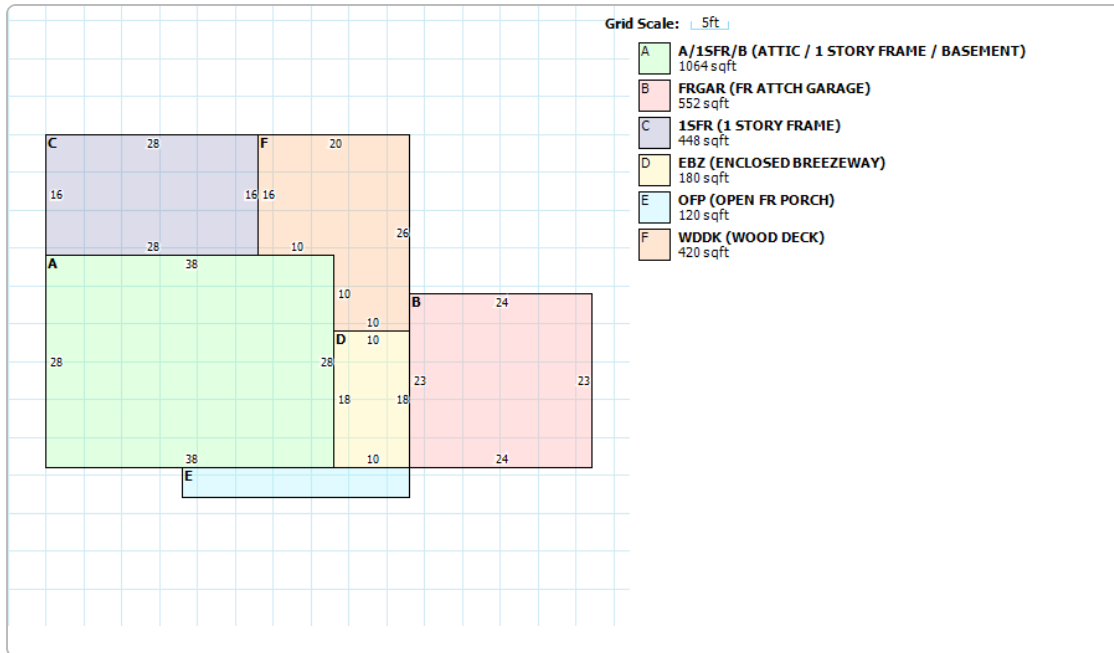 Grid Scale: 5ft
A A/1SFR/B (ATTIC / 1 STORY FRAME / BASEMENT)
1064 sqft
B FRGAR (FR ATTCH GARAGE)
552 sqft
C 1SFR (1 STORY FRAME)
448 sqft
D EBZ (ENCLOSED BREEZEWAY)
180 sqft
E OFP (OPEN FR PORCH)
120 sqft
F WDDK (WOOD DECK)
420 sqft
C 28 F 20
16 16 16
26
28 10
A 38
10 B 24
10
D 10
28 28
23 23
18 18
38 10 24
E